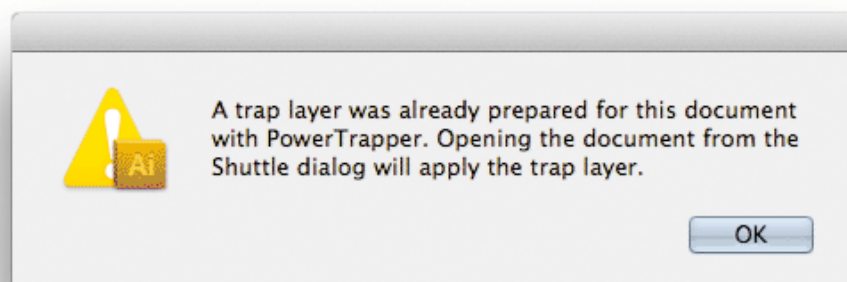 A trap layer was already prepared for this document
with PowerTrapper. Opening the document from the
Shuttle dialog will apply the trap layer.
Ai
OK